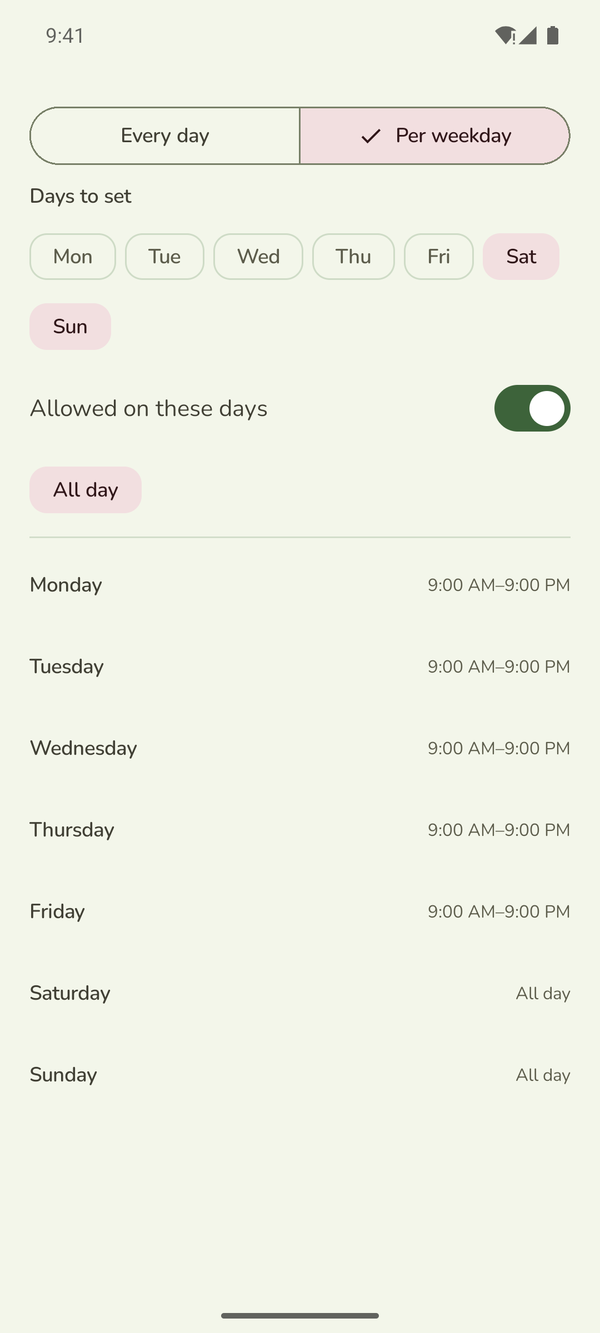 9:41
Every day
Per weekday
Days to set
Mon Tue Wed Thu Fri Sat
Sun
Allowed on these days
All day
Monday 9:00 AM–9:00 PM
Tuesday 9:00 AM–9:00 PM
Wednesday 9:00 AM–9:00 PM
Thursday 9:00 AM–9:00 PM
Friday 9:00 AM–9:00 PM
Saturday All day
Sunday All day